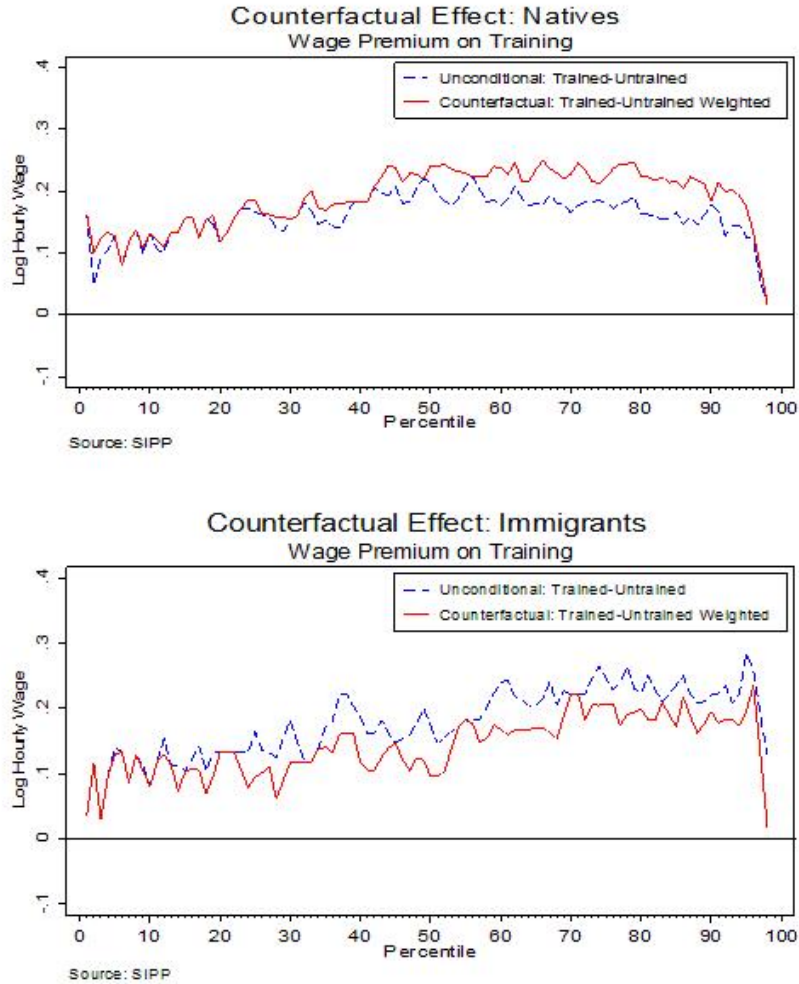 Counterfactual Effect: Natives
Wage Premium on Training
Unconditional: Trained-Untrained
Counterfactual: Trained-Untrained Weighted
Log Hourly Wage
.4
.3
.2
.1
0
-.1
0 10 20 30 40 50 60 70 80 90 100
Percentile
Source: SIPP
Counterfactual Effect: Immigrants
Wage Premium on Training
Unconditional: Trained-Untrained
Counterfactual: Trained-Untrained Weighted
Log Hourly Wage
.4
.3
.2
.1
0
-.1
0 10 20 30 40 50 60 70 80 90 100
Percentile
Source: SIPP